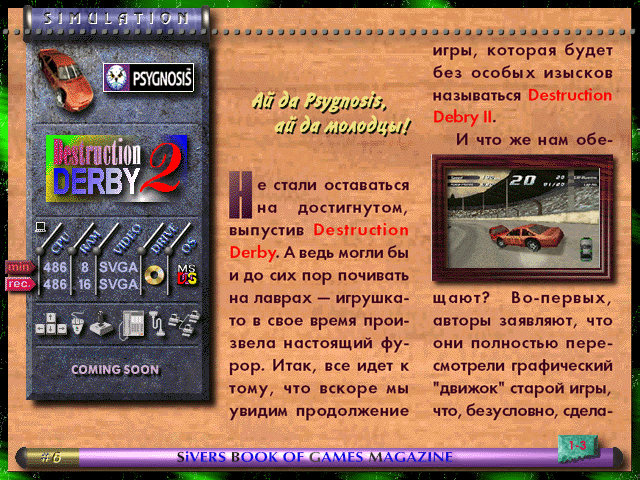 SIMULATION
PSYGNOSIS
Destruction
DERBY 2
CPU RAM VIDEO DRIVE OS
min 486 8 SVGA MS
rec. 486 16 SVGA
COMING SOON
Ай да Psygnosis,
ай да молодцы!
Не стали оставаться
на достигнутом,
выпустив Destruction
Derby. А ведь могли бы
и до сих пор почивать
на лаврах — игрушка-
то в свое время прои-
звела настоящий фу-
рор. Итак, все идет к
тому, что вскоре мы
увидим продолжение
игры, которая будет
без особых изысков
называться Destruction
Debry II.
И что же нам обе-
20
щают? Во-первых,
авторы заявляют, что
они полностью пере-
смотрели графический
"движок" старой игры,
что, безусловно, сдела-
#6
SIVERS BOOK OF GAMES MAGAZINE
1-3